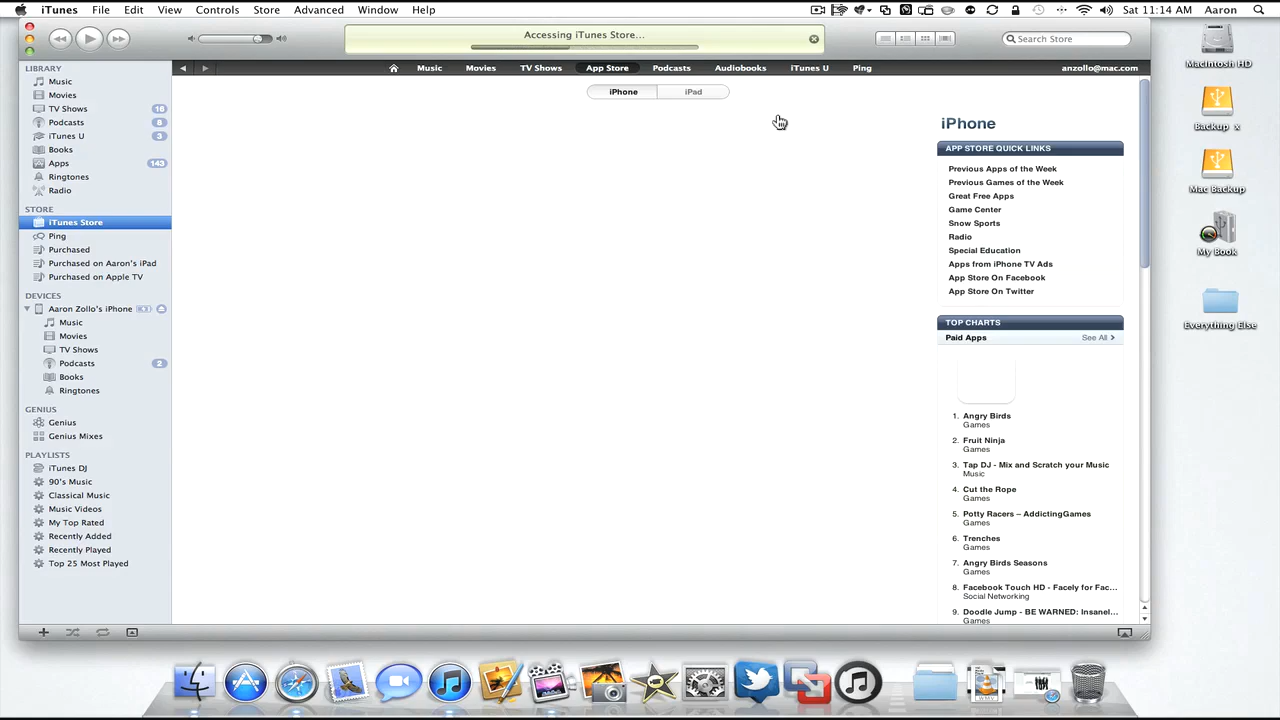 iTunes File Edit View Controls Store Advanced Window Help Sat 11:14 AM Aaron
Accessing iTunes Store...
Search Store
Music Movies TV Shows App Store Podcasts Audiobooks iTunes U Ping anzollo@mac.com
LIBRARY
Music
Movies
TV Shows 16
Podcasts 8
iTunes U 3
Books
Apps 143
Ringtones
Radio
STORE
iTunes Store
Ping
Purchased
Purchased on Aaron's iPad
Purchased on Apple TV
DEVICES
Aaron Zollo's iPhone
Music
Movies
TV Shows
Podcasts 2
Books
Ringtones
GENIUS
Genius
Genius Mixes
PLAYLISTS
iTunes DJ
90's Music
Classical Music
Music Videos
My Top Rated
Recently Added
Recently Played
Top 25 Most Played
iPhone iPad
iPhone
APP STORE QUICK LINKS
Previous Apps of the Week
Previous Games of the Week
Great Free Apps
Game Center
Snow Sports
Radio
Special Education
Apps from iPhone TV Ads
App Store On Facebook
App Store On Twitter
TOP CHARTS
Paid Apps See All >
1. Angry Birds
Games
2. Fruit Ninja
Games
3. Tap DJ - Mix and Scratch your Music
Music
4. Cut the Rope
Games
5. Potty Racers – AddictingGames
Games
6. Trenches
Games
7. Angry Birds Seasons
Games
8. Facebook Touch HD - Facely for Fac...
Social Networking
9. Doodle Jump - BE WARNED: Insanel...
Games
Macintosh HD
Backup x
Mac Backup
My Book
Everything Else
WMV